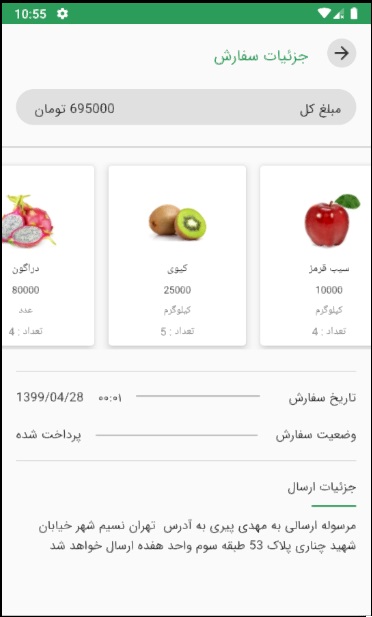 10:55
جزئیات سفارش
مبلغ کل
695000 تومان
سیب قرمز
10000
کیلوگرم
تعداد : 4
کیوی
25000
کیلوگرم
تعداد : 5
دراگون
80000
عدد
تعداد : 4
تاریخ سفارش
۰۰:۰۱ 1399/04/28
وضعیت سفارش
پرداخت شده
جزئیات ارسال
مرسوله ارسالی به مهدی پیری به آدرس تهران نسیم شهر خیابان
شهید چناری پلاک 53 طبقه سوم واحد هفده ارسال خواهد شد